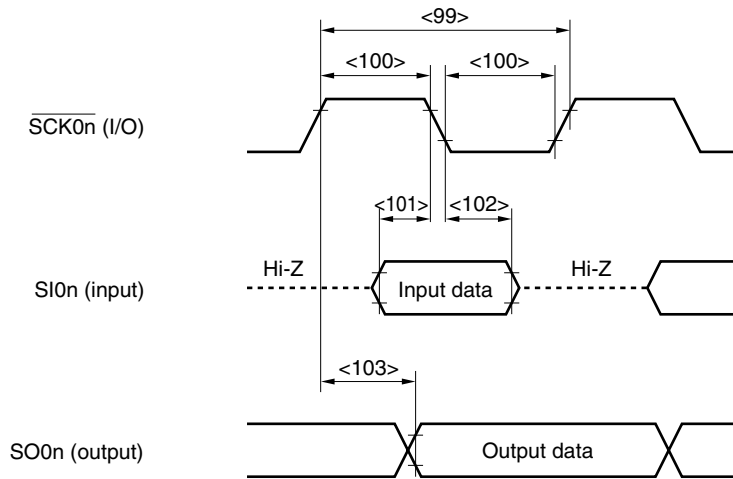 <99>
<100> <100>
SCK0n (I/O)
<101> <102>
Hi-Z Hi-Z
SI0n (input) Input data
<103>
SO0n (output) Output data